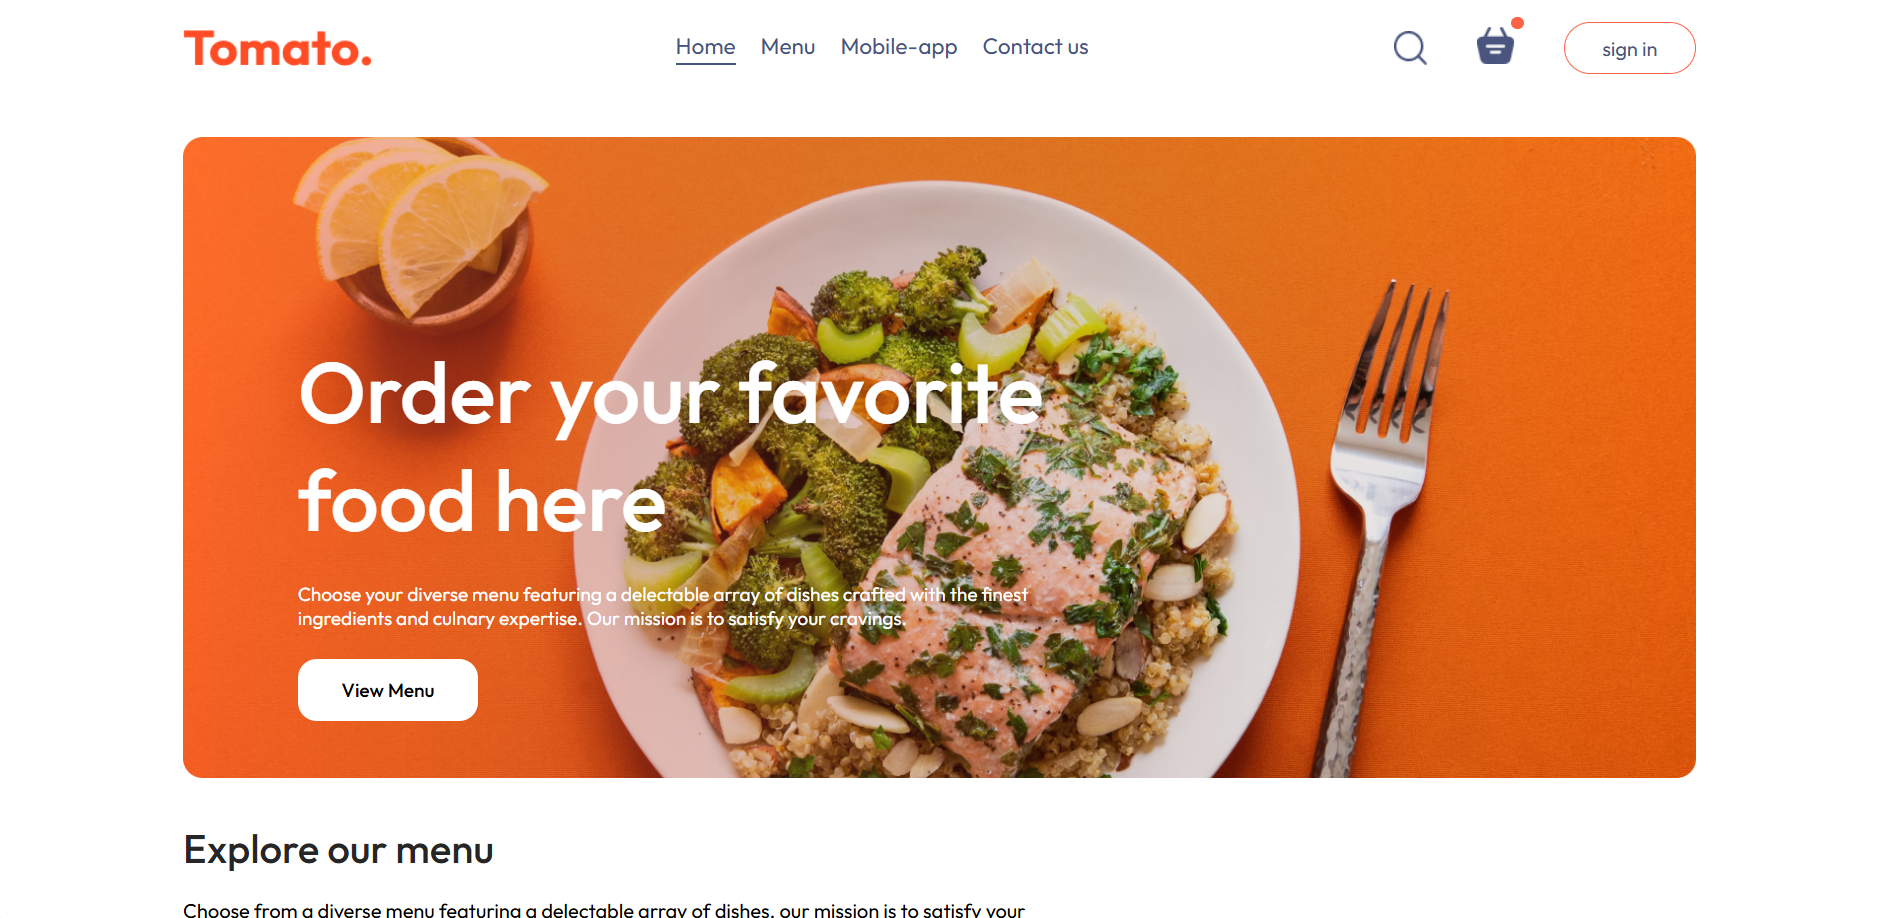 Tomato.
Home Menu Mobile-app Contact us
sign in
Order your favorite
food here
Choose your diverse menu featuring a delectable array of dishes crafted with the finest
ingredients and culnary expertise. Our mission is to satisfy your cravings.
View Menu
Explore our menu
Choose from a diverse menu featuring a delectable array of dishes. our mission is to satisfy your